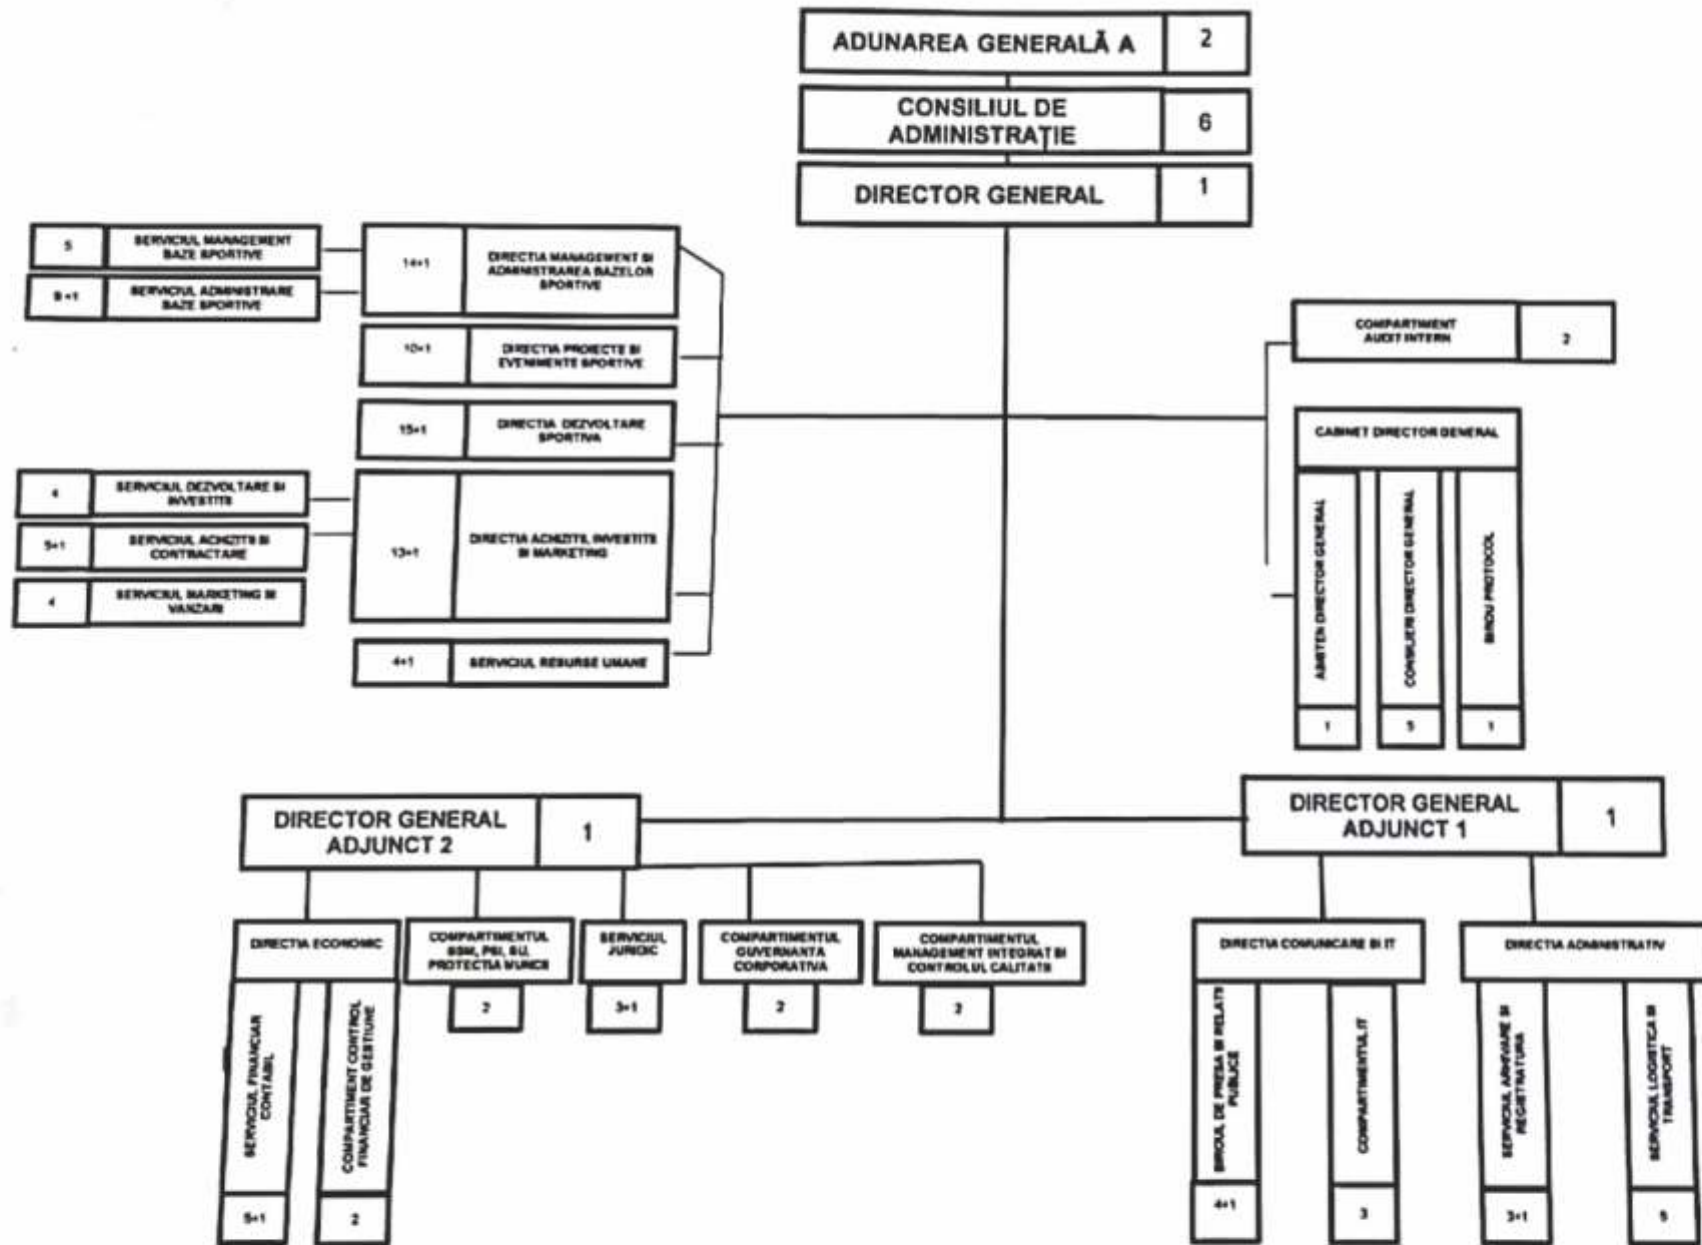 ADUNAREA GENERALĂ A
2
CONSILIUL DE
ADMINISTRAȚIE
6
DIRECTOR GENERAL
1
5
SERVICIUL MANAGEMENT
BAZE SPORTIVE
SERVICIUL ADMINISTRARE
BAZE SPORTIVE
14+1
DIRECTIA MANAGEMENT SI
ADMINISTRAREA BAZELOR
SPORTIVE
10+1
DIRECTIA PROIECTE SI
EVENIMENTE SPORTIVE
15+1
DIRECTIA DEZVOLTARE
SPORTIVA
4
SERVICIUL DEZVOLTARE SI
INVESTITII
5+1
SERVICIUL ACHIZITII SI
CONTRACTARE
4
SERVICIUL MARKETING SI
VANZARI
13+1
DIRECTIA ACHIZITII, INVESTITII
SI MARKETING
4+1
SERVICIUL RESURSE UMANE
COMPARTIMENT
AUDIT INTERN
2
CABINET DIRECTOR GENERAL
ASISTEN DIRECTOR GENERAL
1
CONSILIERI DIRECTOR GENERAL
5
BIROU PROTOCOL
1
DIRECTOR GENERAL
ADJUNCT 2
1
DIRECTOR GENERAL
ADJUNCT 1
1
DIRECTIA ECONOMIC
SERVICIUL FINANCIAR
CONTABIL
5+1
COMPARTIMENT CONTROL
FINANCIAR DE GESTIUNE
2
COMPARTIMENTUL
SSM, PSI, SU,
PROTECTIA MUNCII
2
SERVICIUL
JURIDIC
3+1
COMPARTIMENTUL
GUVERNANTA
CORPORATIVA
2
COMPARTIMENTUL
MANAGEMENT INTEGRAT SI
CONTROLUL CALITATII
2
DIRECTIA COMUNICARE SI IT
BIROUL DE PRESA SI RELATII
PUBLICE
4+1
COMPARTIMENTUL IT
3
DIRECTIA ADMINISTRATIV
SERVICIUL ARHIVARE SI
REGISTRATURA
3+1
SERVICIUL LOGISTICA SI
TRANSPORT